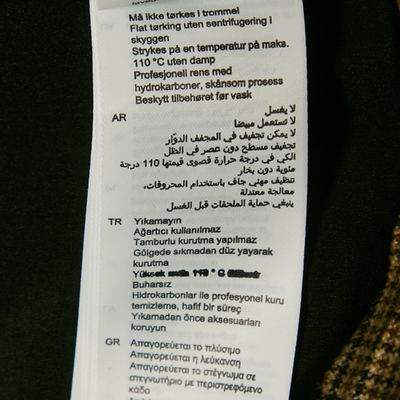 Må ikke tørkes i trommel
Flat tørking uten sentrifugering i
skyggen
Strykes på en temperatur på maks.
110 °C uten damp
Profesjonell rens med
hydrokarboner, skånsom prosess
Beskytt tilbehøret før vask
AR لا يغسل
لا تستعمل مبيضا
لا يمكن تجفيف في المجفف الدوّار
تجفيف مسطح دون عصر في الظل
الكي في درجة حرارة قصوى قيمتها 110 درجة
مئوية دون بخار
تنظيف مهني جاف باستخدام المحروقات،
معالجة معتدلة
ينبغي حماية الملحقات قبل الغسل
TR Yıkamayın
Ağartıcı kullanılmaz
Tamburlu kurutma yapılmaz
Gölgede sıkmadan düz yayarak
kurutma
Yüksek 110 ° C
Buharsız
Hidrokarbonlar ile profesyonel kuru
temizleme, hafif bir süreç
Yıkamadan önce aksesuarları
koruyun
GR Απαγορεύεται το πλύσιμο
Απαγορεύεται η λεύκανση
Απαγορεύεται το στέγνωμα σε
στεγνωτήριο με περιστρεφόμενο
κάδο